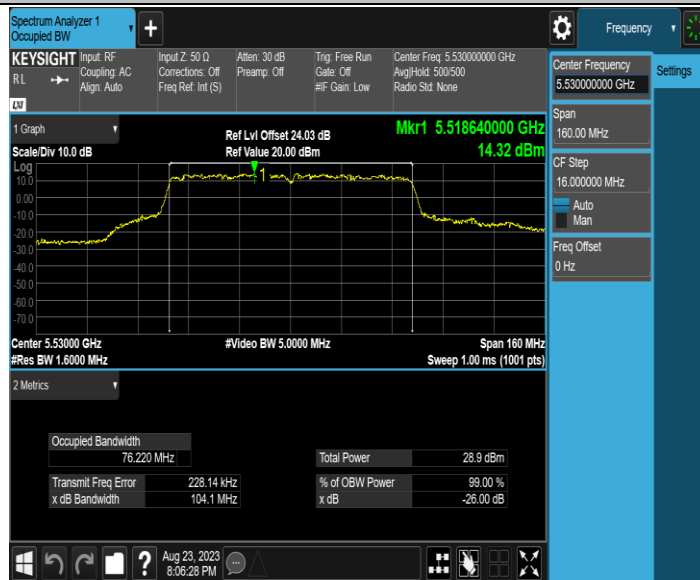 Spectrum Analyzer 1
Occupied BW
Frequency
KEYSIGHT
RL
LXI
Input: RF
Coupling: AC
Align: Auto
Input Z: 50 Ω
Corrections: Off
Freq Ref: Int (S)
Atten: 30 dB
Preamp: Off
Trig: Free Run
Gate: Off
#IF Gain: Low
Center Freq: 5.530000000 GHz
Avg|Hold: 500/500
Radio Std: None
Center Frequency
5.530000000 GHz
Settings
Span
160.00 MHz
CF Step
16.000000 MHz
Auto
Man
Freq Offset
0 Hz
1 Graph
Scale/Div 10.0 dB
Ref Lvl Offset 24.03 dB
Ref Value 20.00 dBm
Mkr1 5.518640000 GHz
14.32 dBm
Log
10.0
0.00
-10.0
-20.0
-30.0
-40.0
-50.0
-60.0
-70.0
1
Center 5.53000 GHz
#Res BW 1.6000 MHz
#Video BW 5.0000 MHz
Span 160 MHz
Sweep 1.00 ms (1001 pts)
2 Metrics
Occupied Bandwidth
76.220 MHz
Total Power 28.9 dBm
Transmit Freq Error 228.14 kHz
% of OBW Power 99.00 %
x dB Bandwidth 104.1 MHz
x dB -26.00 dB
Aug 23, 2023
8:06:28 PM